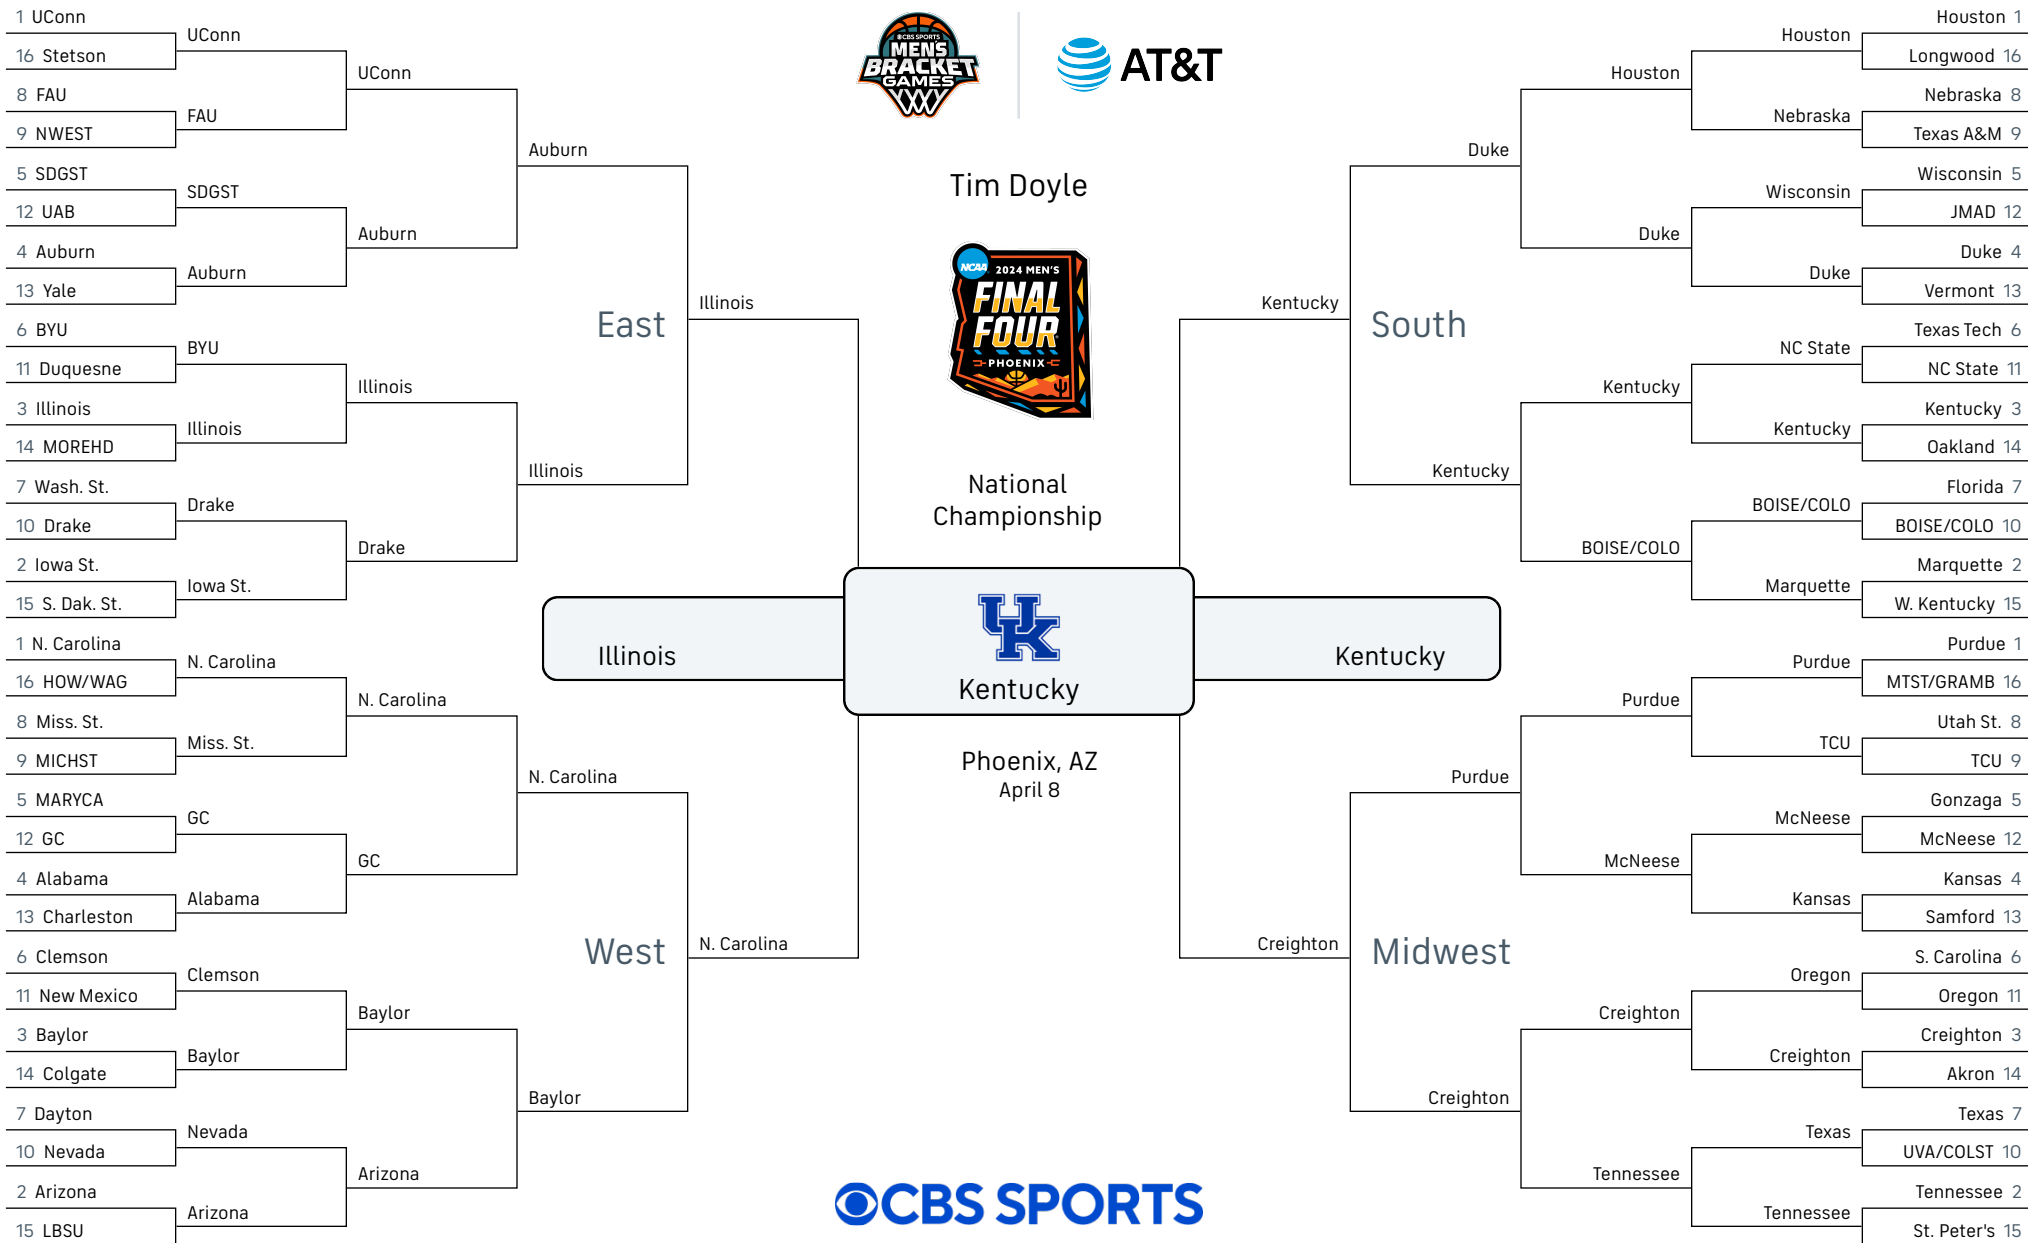 1 UConn
16 Stetson
8 FAU
9 NWEST
5 SDGST
12 UAB
4 Auburn
13 Yale
6 BYU
11 Duquesne
3 Illinois
14 MOREHD
7 Wash. St.
10 Drake
2 Iowa St.
15 S. Dak. St.
1 N. Carolina
16 HOW/WAG
8 Miss. St.
9 MICHST
5 MARYCA
12 GC
4 Alabama
13 Charleston
6 Clemson
11 New Mexico
3 Baylor
14 Colgate
7 Dayton
10 Nevada
2 Arizona
15 LBSU
UConn
FAU
SDGST
Auburn
BYU
Illinois
Drake
Iowa St.
N. Carolina
Miss. St.
GC
Alabama
Clemson
Baylor
Nevada
Arizona
UConn
Auburn
Illinois
Drake
N. Carolina
GC
Baylor
Arizona
Auburn
Illinois
N. Carolina
Baylor
East
West
Illinois
N. Carolina
CBS SPORTS
MEN'S
BRACKET
GAMES
AT&T
Tim Doyle
NCAA
2024 MEN'S
FINAL
FOUR
PHOENIX
National
Championship
Illinois
UK
Kentucky
Kentucky
Phoenix, AZ
April 8
CBS SPORTS
Kentucky
Creighton
South
Midwest
Duke
Kentucky
Purdue
Creighton
Houston
Duke
Kentucky
BOISE/COLO
Purdue
McNeese
Creighton
Tennessee
Houston
Nebraska
Wisconsin
Duke
NC State
Kentucky
BOISE/COLO
Marquette
Purdue
TCU
McNeese
Kansas
Oregon
Creighton
Texas
Tennessee
Houston 1
Longwood 16
Nebraska 8
Texas A&M 9
Wisconsin 5
JMAD 12
Duke 4
Vermont 13
Texas Tech 6
NC State 11
Kentucky 3
Oakland 14
Florida 7
BOISE/COLO 10
Marquette 2
W. Kentucky 15
Purdue 1
MTST/GRAMB 16
Utah St. 8
TCU 9
Gonzaga 5
McNeese 12
Kansas 4
Samford 13
S. Carolina 6
Oregon 11
Creighton 3
Akron 14
Texas 7
UVA/COLST 10
Tennessee 2
St. Peter's 15